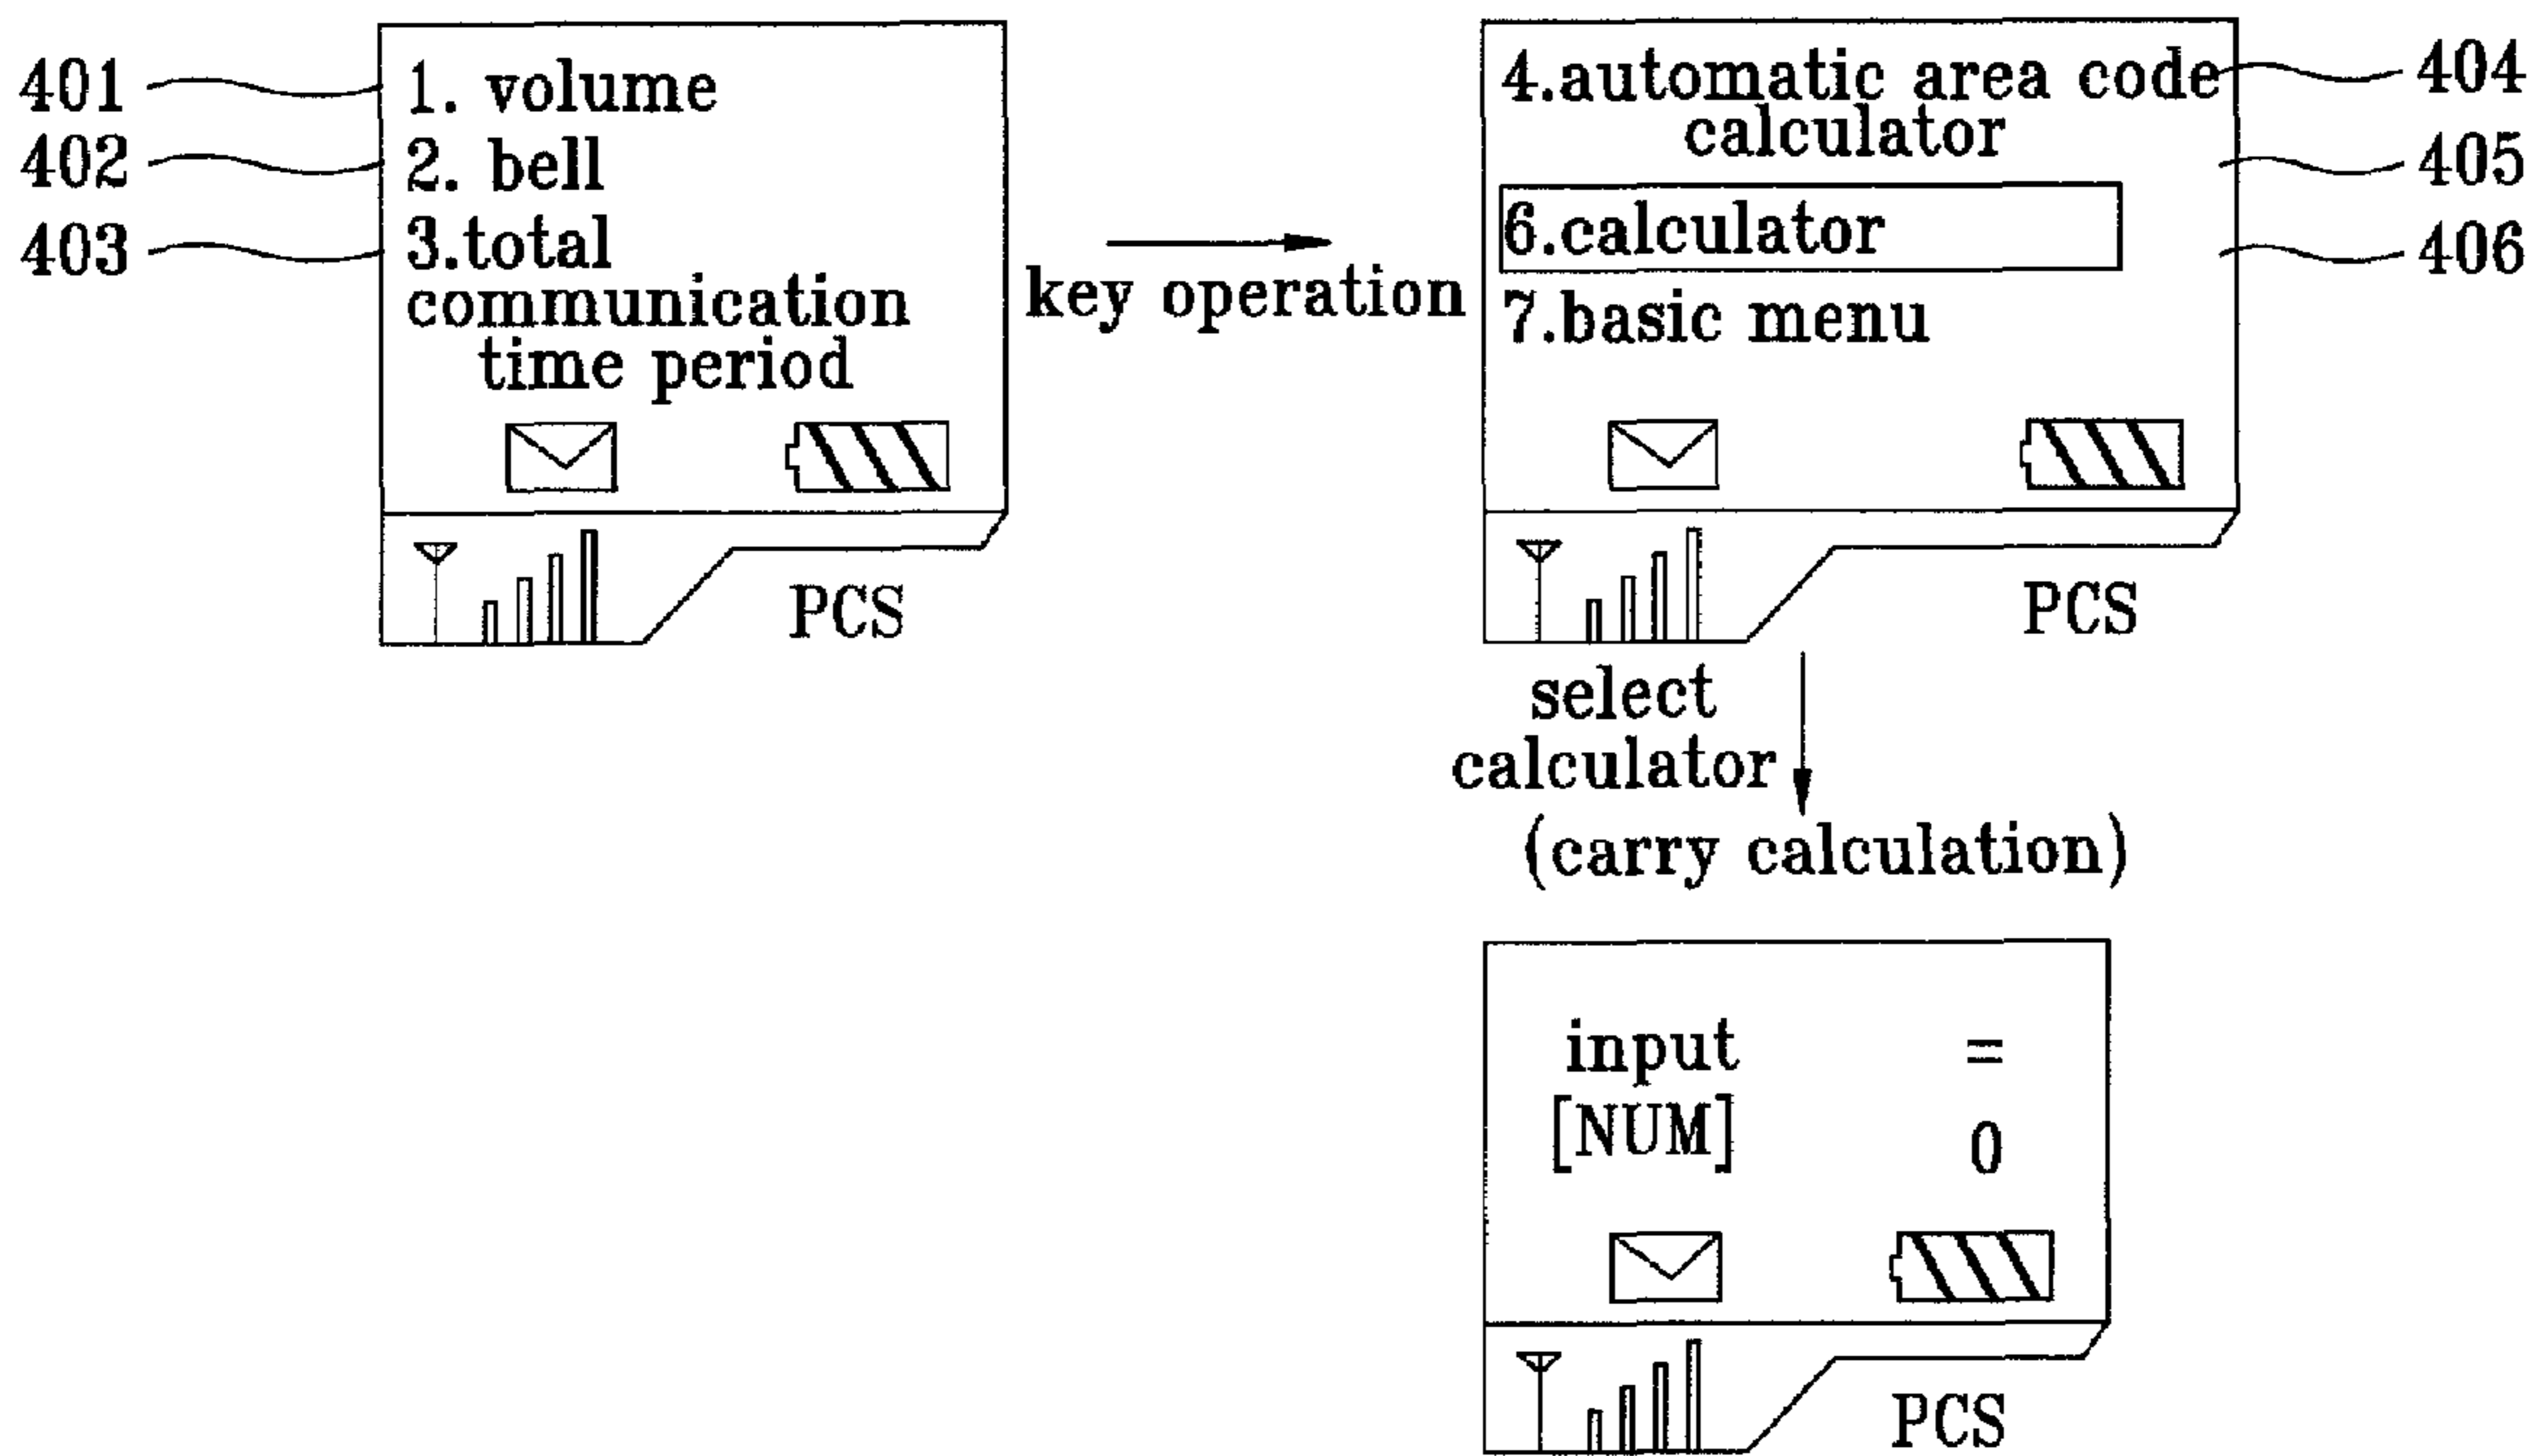 401
402
403
1. volume
2. bell
3.total
communication
time period
PCS
key operation
4.automatic area code
calculator
6.calculator
7.basic menu
PCS
404
405
406
select
calculator
(carry calculation)
input =
[NUM] 0
PCS